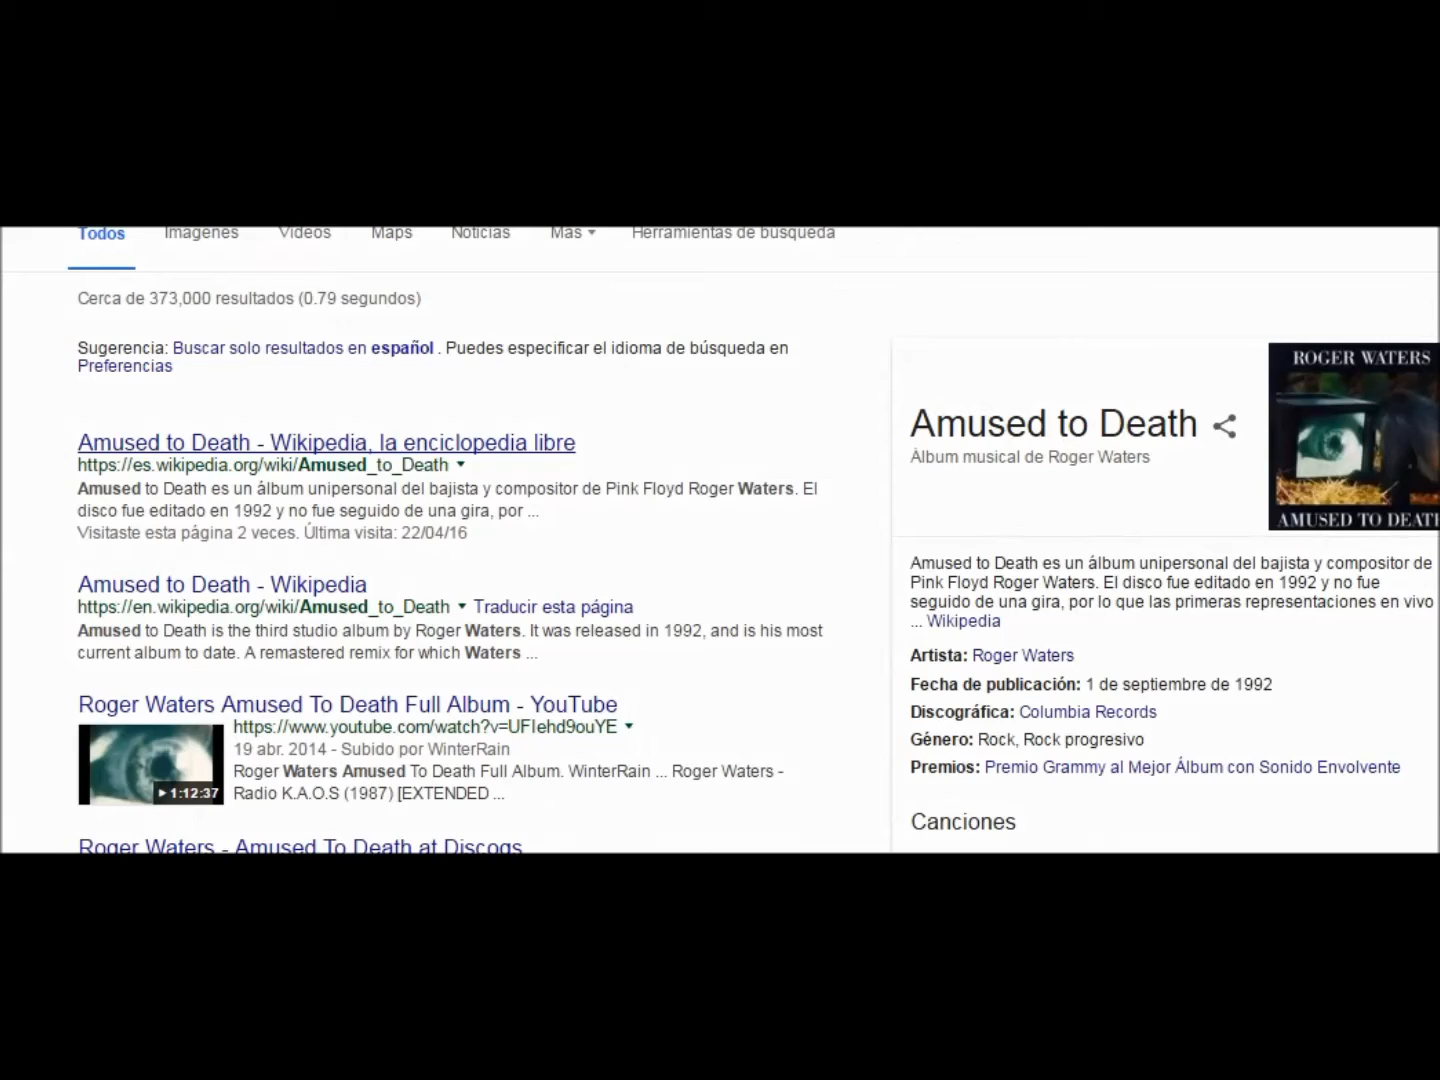 Todos Imágenes Videos Maps Noticias Más Herramientas de búsqueda
Cerca de 373,000 resultados (0.79 segundos)
Sugerencia: Buscar solo resultados en español . Puedes especificar el idioma de búsqueda en
Preferencias
Amused to Death - Wikipedia, la enciclopedia libre
https://es.wikipedia.org/wiki/Amused_to_Death
Amused to Death es un álbum unipersonal del bajista y compositor de Pink Floyd Roger Waters. El
disco fue editado en 1992 y no fue seguido de una gira, por ...
Visitaste esta página 2 veces. Última visita: 22/04/16
Amused to Death - Wikipedia
https://en.wikipedia.org/wiki/Amused_to_Death Traducir esta página
Amused to Death is the third studio album by Roger Waters. It was released in 1992, and is his most
current album to date. A remastered remix for which Waters ...
Roger Waters Amused To Death Full Album - YouTube
https://www.youtube.com/watch?v=UFIehd9ouYE
19 abr. 2014 - Subido por WinterRain
Roger Waters Amused To Death Full Album. WinterRain ... Roger Waters -
Radio K.A.O.S (1987) [EXTENDED ...
1:12:37
Roger Waters - Amused To Death at Discogs
Amused to Death
Álbum musical de Roger Waters
ROGER WATERS
AMUSED TO DEATH
Amused to Death es un álbum unipersonal del bajista y compositor de
Pink Floyd Roger Waters. El disco fue editado en 1992 y no fue
seguido de una gira, por lo que las primeras representaciones en vivo
... Wikipedia
Artista: Roger Waters
Fecha de publicación: 1 de septiembre de 1992
Discográfica: Columbia Records
Género: Rock, Rock progresivo
Premios: Premio Grammy al Mejor Álbum con Sonido Envolvente
Canciones